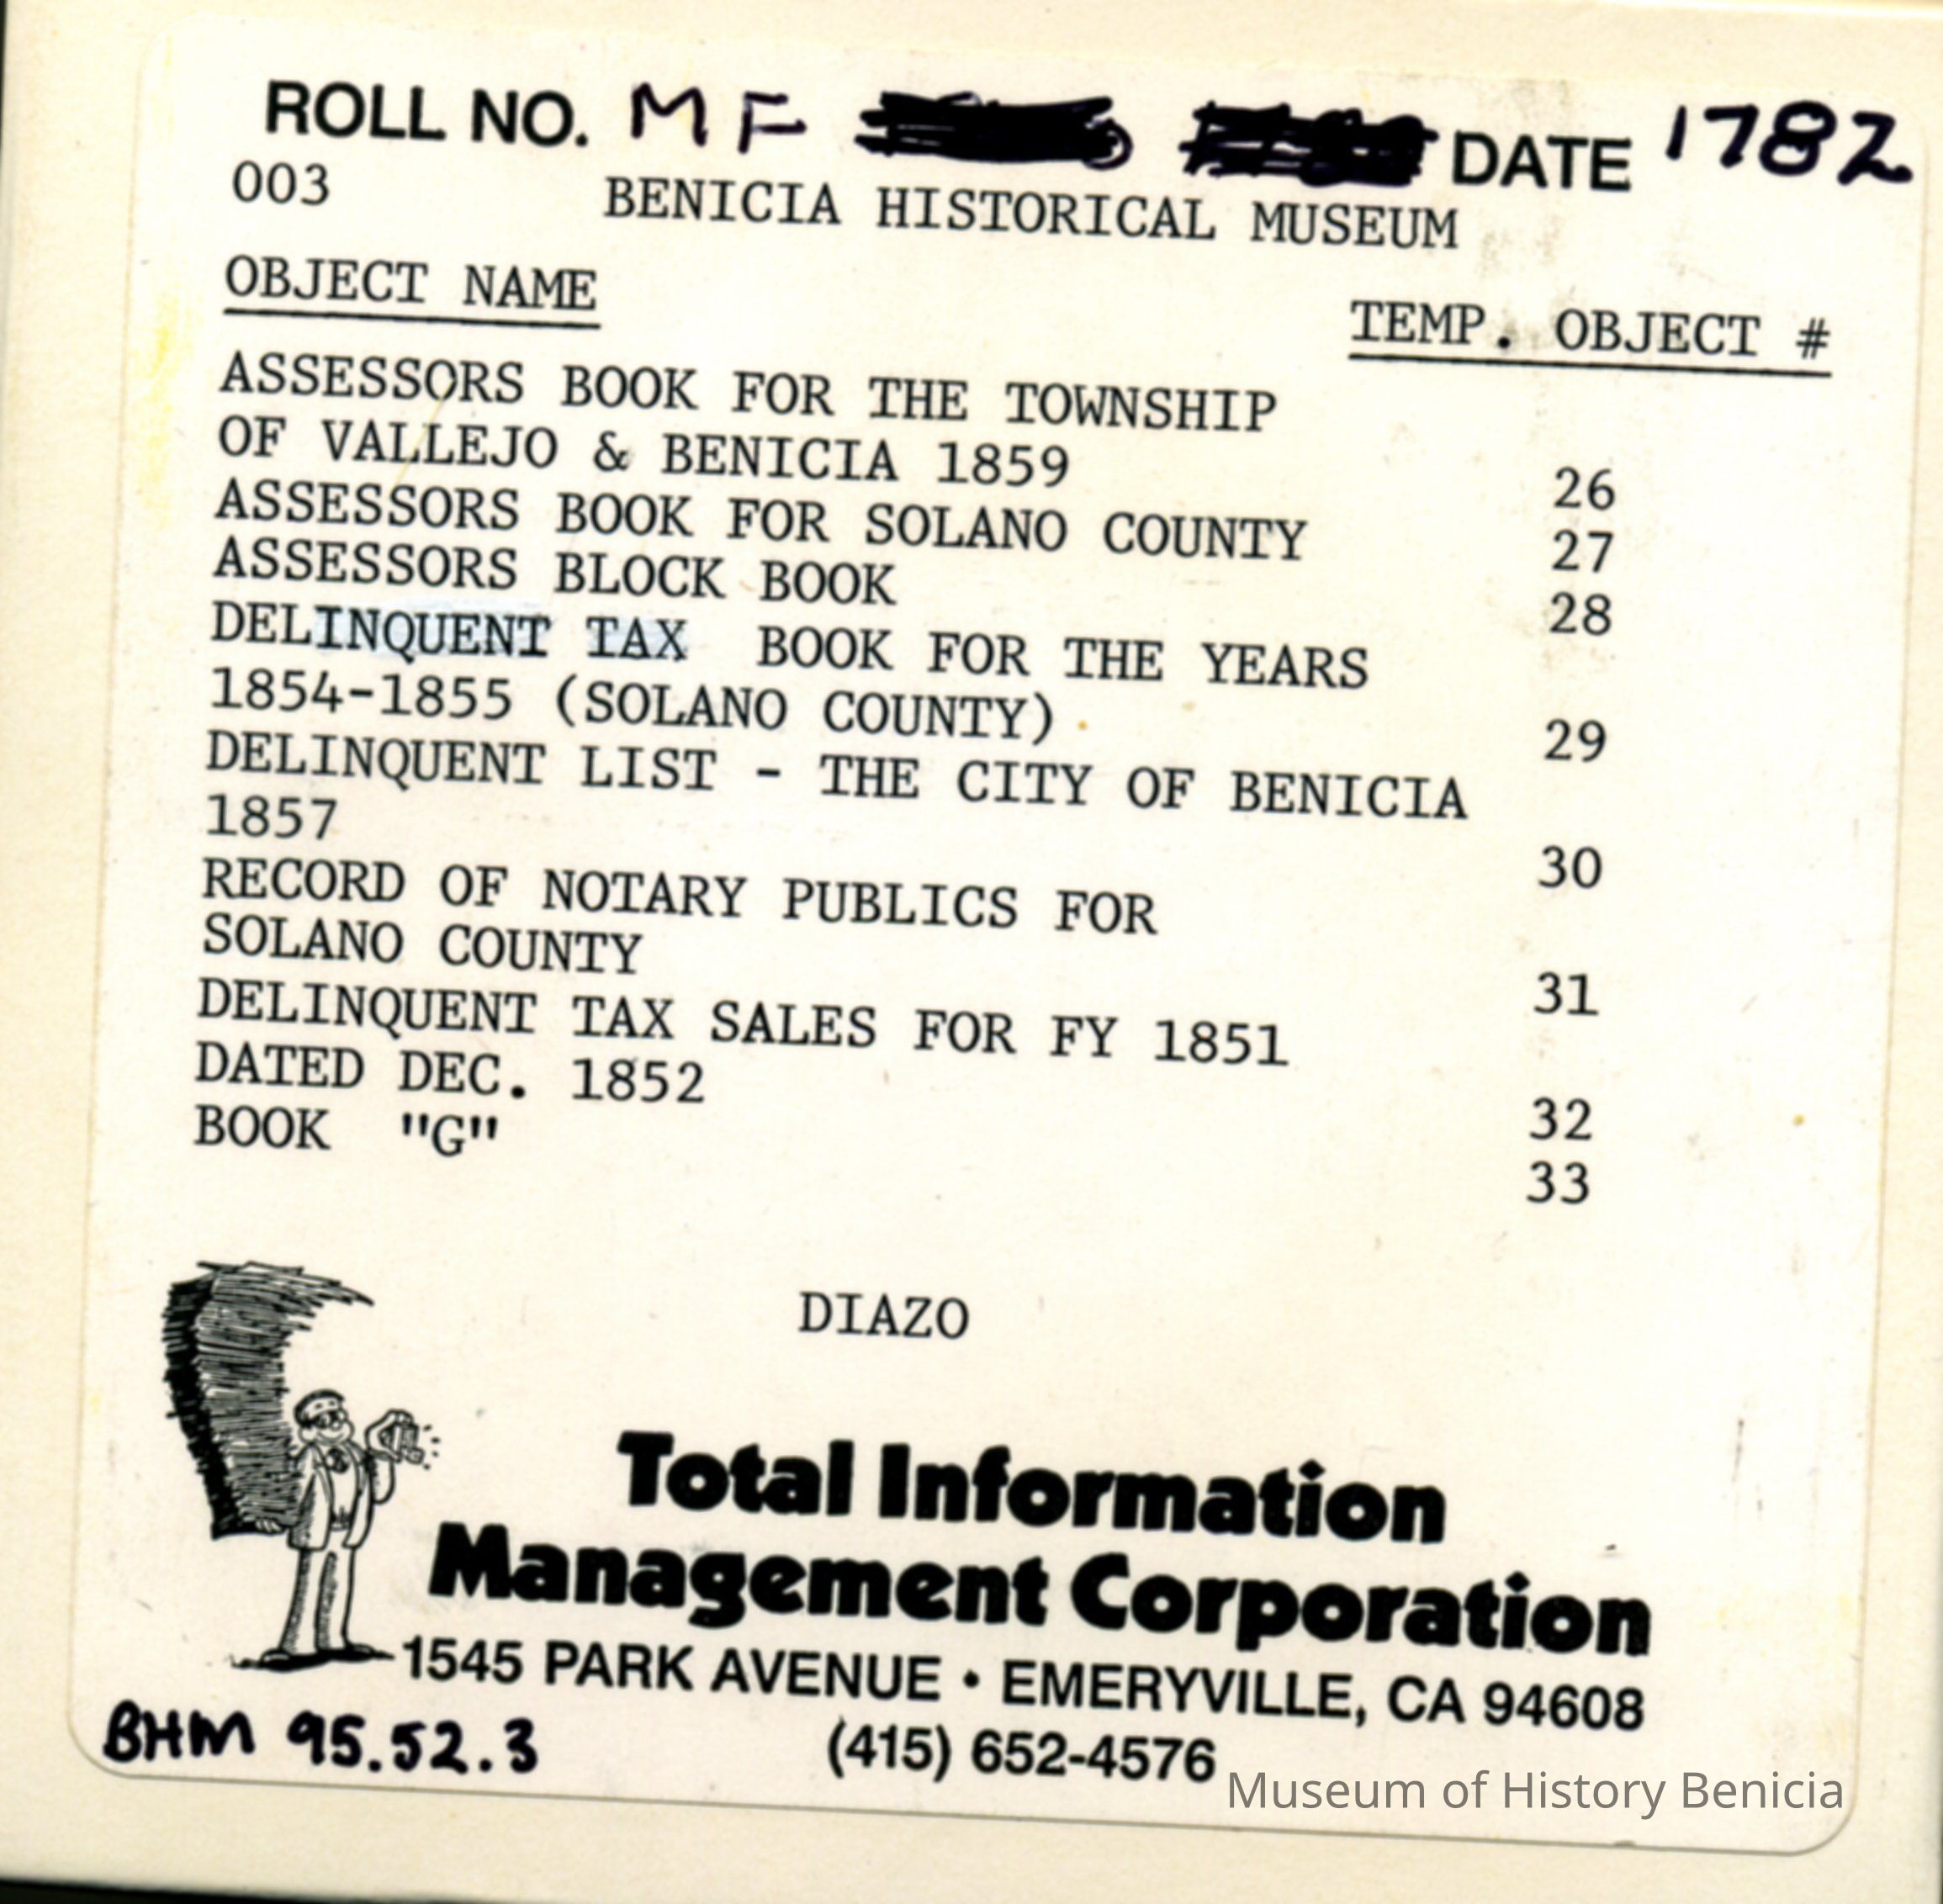 ROLL NO. MF DATE 1782
003 BENICIA HISTORICAL MUSEUM
OBJECT NAME TEMP. OBJECT #
ASSESSORS BOOK FOR THE TOWNSHIP
OF VALLEJO & BENICIA 1859 26
ASSESSORS BOOK FOR SOLANO COUNTY 27
ASSESSORS BLOCK BOOK 28
DELINQUENT TAX BOOK FOR THE YEARS
1854-1855 (SOLANO COUNTY) 29
DELINQUENT LIST - THE CITY OF BENICIA
1857 30
RECORD OF NOTARY PUBLICS FOR
SOLANO COUNTY 31
DELINQUENT TAX SALES FOR FY 1851
DATED DEC. 1852 32
BOOK "G" 33
DIAZO
Total Information
Management Corporation
1545 PARK AVENUE • EMERYVILLE, CA 94608
(415) 652-4576
BHM 95.52.3
Museum of History Benicia